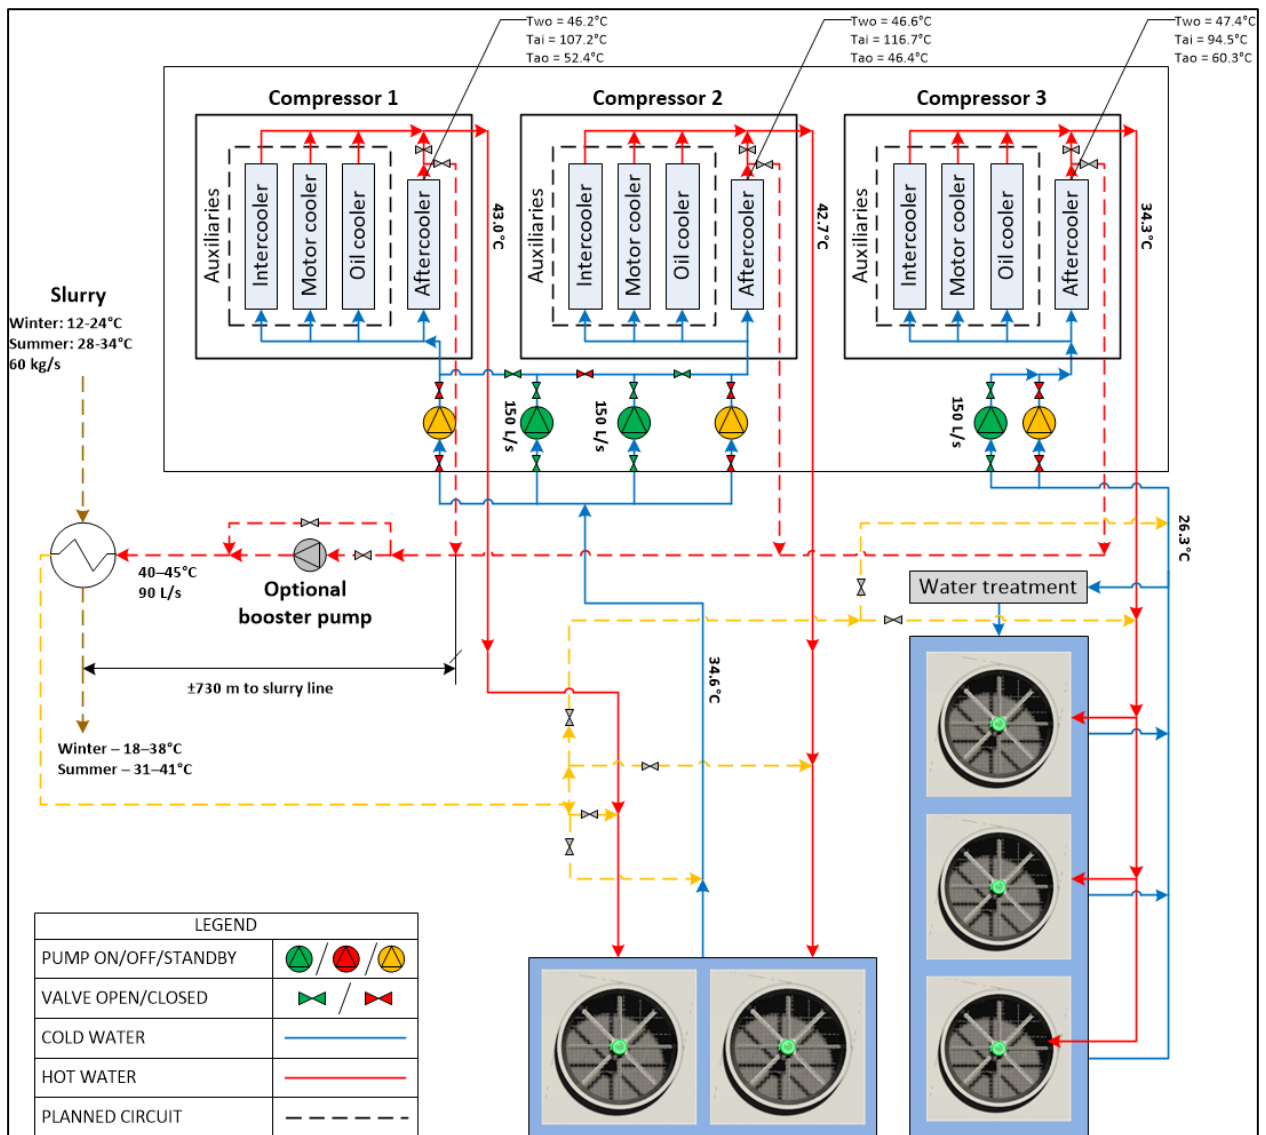 Two = 46.2°C
Tai = 107.2°C
Tao = 52.4°C
Two = 46.6°C
Tai = 116.7°C
Tao = 46.4°C
Two = 47.4°C
Tai = 94.5°C
Tao = 60.3°C
Compressor 1
Compressor 2
Compressor 3
Auxiliaries
Intercooler
Motor cooler
Oil cooler
Aftercooler
43.0°C
Auxiliaries
Intercooler
Motor cooler
Oil cooler
Aftercooler
42.7°C
Auxiliaries
Intercooler
Motor cooler
Oil cooler
Aftercooler
34.3°C
Slurry
Winter: 12-24°C
Summer: 28-34°C
60 kg/s
150 L/s
150 L/s
150 L/s
26.3°C
40–45°C
90 L/s
Optional
booster pump
Water treatment
±730 m to slurry line
34.6°C
Winter – 18–38°C
Summer – 31–41°C
LEGEND
PUMP ON/OFF/STANDBY
/ /
VALVE OPEN/CLOSED
/
COLD WATER
HOT WATER
PLANNED CIRCUIT